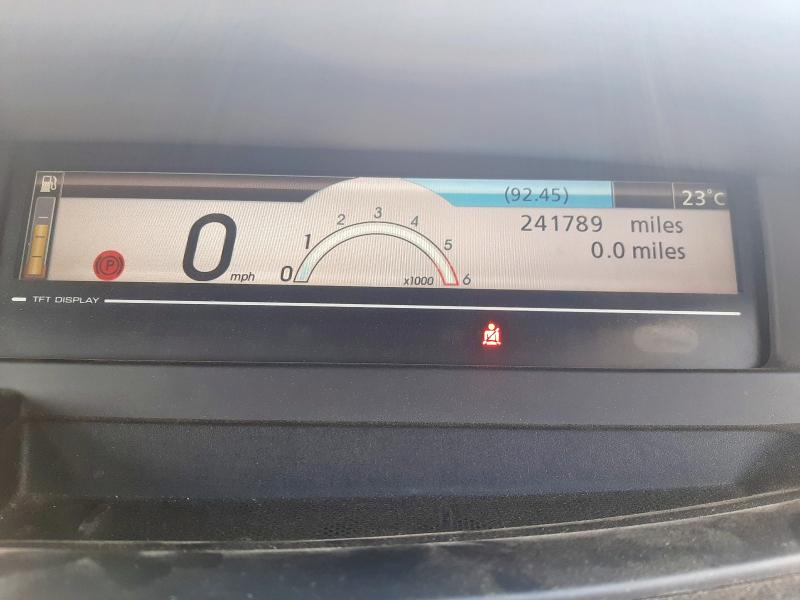 (92.45)
23°C
241789 miles
0.0 miles
P
0 mph
0 1 2 3 4 5 6
x1000
TFT DISPLAY